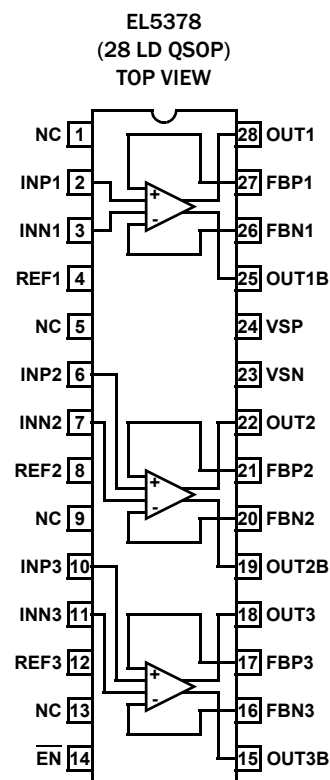 EL5378
(28 LD QSOP)
TOP VIEW
NC 1 28 OUT1
INP1 2 + 27 FBP1
INN1 3 - 26 FBN1
REF1 4 25 OUT1B
NC 5 24 VSP
INP2 6 23 VSN
INN2 7 22 OUT2
REF2 8 + 21 FBP2
NC 9 - 20 FBN2
INP3 10 19 OUT2B
INN3 11 18 OUT3
REF3 12 + 17 FBP3
NC 13 - 16 FBN3
E̅N̅ 14 15 OUT3B